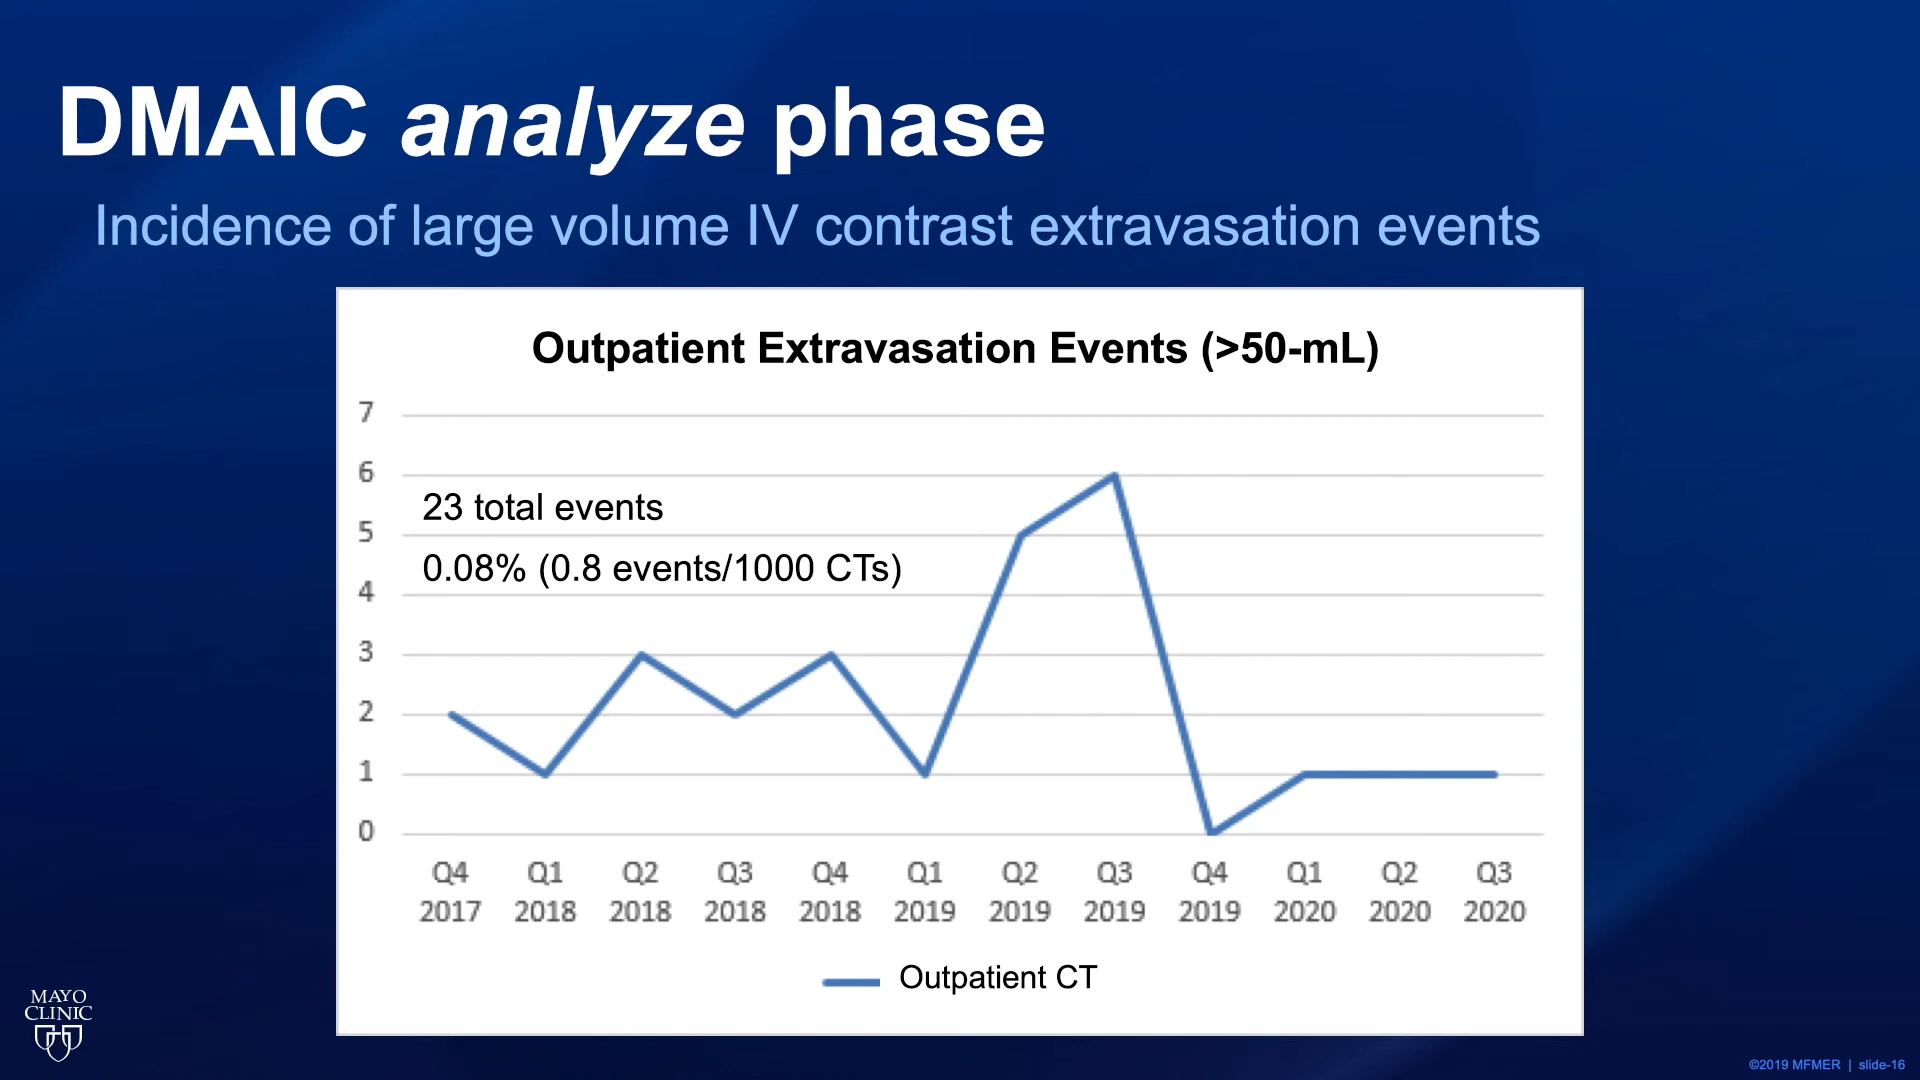 DMAIC analyze phase
Incidence of large volume IV contrast extravasation events
Outpatient Extravasation Events (>50-mL)
7
6
23 total events
5
0.08% (0.8 events/1000 CTs)
4
3
2
1
0
Q4 Q1 Q2 Q3 Q4 Q1 Q2 Q3 Q4 Q1 Q2 Q3
2017 2018 2018 2018 2018 2019 2019 2019 2019 2020 2020 2020
Outpatient CT
MAYO
CLINIC
©2019 MFMER | slide-16